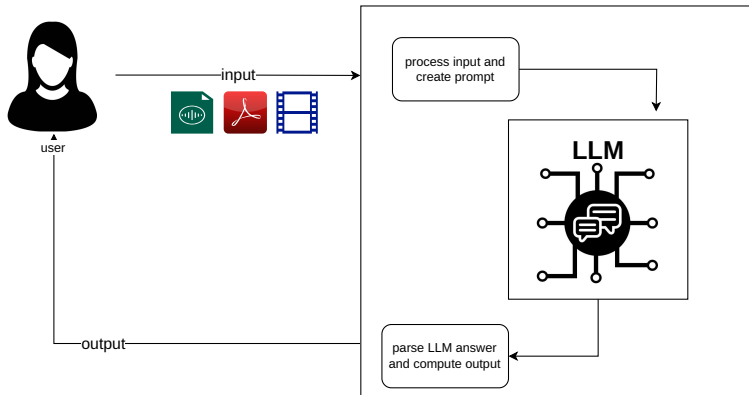 input
process input and
create prompt
user
LLM
output
parse LLM answer
and compute output